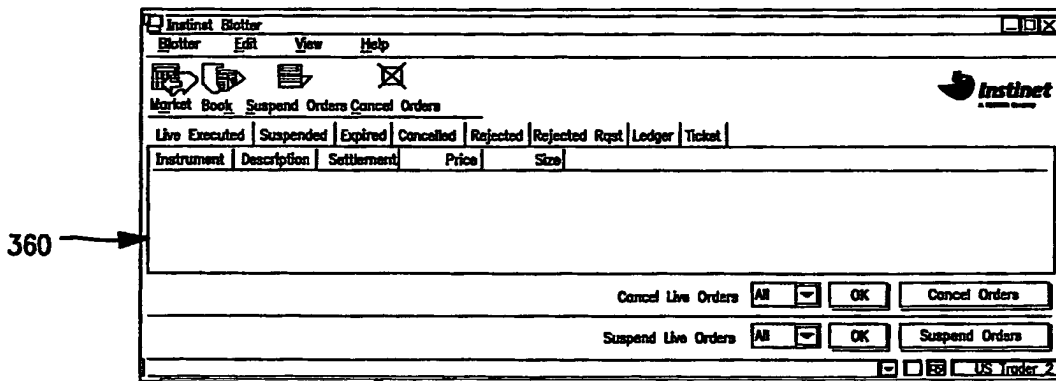 Instinst Blotter
Blotter Edit View Help
Market Book Suspend Orders Cancel Orders
Instinet
Live Executed Suspended Expired Cancelled Rejected Rejected Rqst Ledger Ticket
Instrument Description Settlement Price Size
360
Cancel Live Orders All OK Cancel Orders
Suspend Live Orders All OK Suspend Orders
US Trader 2